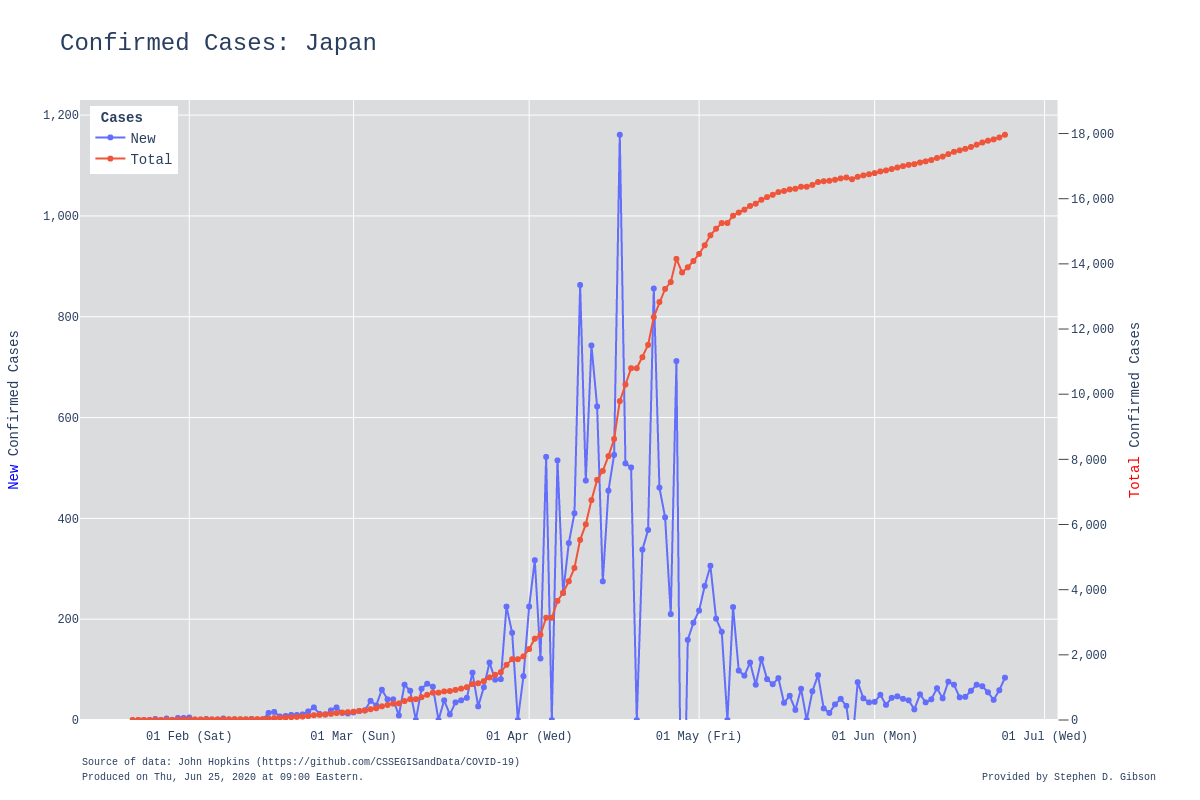 Confirmed Cases: Japan
Cases
New
Total
1,200
1,000
800
600
400
200
0
New Confirmed Cases
18,000
16,000
14,000
12,000
10,000
8,000
6,000
4,000
2,000
0
Total Confirmed Cases
01 Feb (Sat) 01 Mar (Sun) 01 Apr (Wed) 01 May (Fri) 01 Jun (Mon) 01 Jul (Wed)
Source of data: John Hopkins (https://github.com/CSSEGISandData/COVID-19)
Produced on Thu, Jun 25, 2020 at 09:00 Eastern.
Provided by Stephen D. Gibson